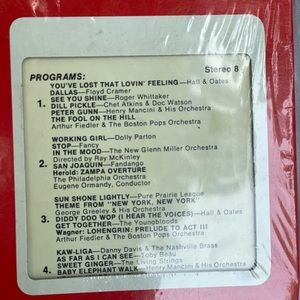 PROGRAMS: Stereo 8
YOU'VE LOST THAT LOVIN' FEELING—Hall & Oates
DALLAS—Floyd Cramer
SEE YOU SHINE—Roger Whittaker
1. DILL PICKLE—Chet Atkins & Doc Watson
PETER GUNN—Henry Mancini & His Orchestra
THE FOOL ON THE HILL
Arthur Fiedler & The Boston Pops Orchestra
WORKING GIRL—Dolly Parton
STOP—Fancy
IN THE MOOD—The New Glenn Miller Orchestra
Directed by Ray McKinley
2. SAN JOAQUIN—Fandango
Herold: ZAMPA OVERTURE
The Philadelphia Orchestra
Eugene Ormandy, Conductor
SUN SHONE LIGHTLY—Pure Prairie League
THEME FROM "NEW YORK, NEW YORK"
George Greeley & His Orchestra
3. DIDDY DOO WOP (I HEAR THE VOICES)—Hall & Oates
GET TOGETHER—The Youngbloods
Wagner: LOHENGRIN: PRELUDE TO ACT III
Arthur Fiedler & The Boston Pops Orchestra
KAW-LIGA—Danny Davis & The Nashville Brass
AS FAR AS I CAN SEE—Toby Beau
SWEET GINGER—The Living Strings
4. BABY ELEPHANT WALK—Henry Mancini & His Orchestra